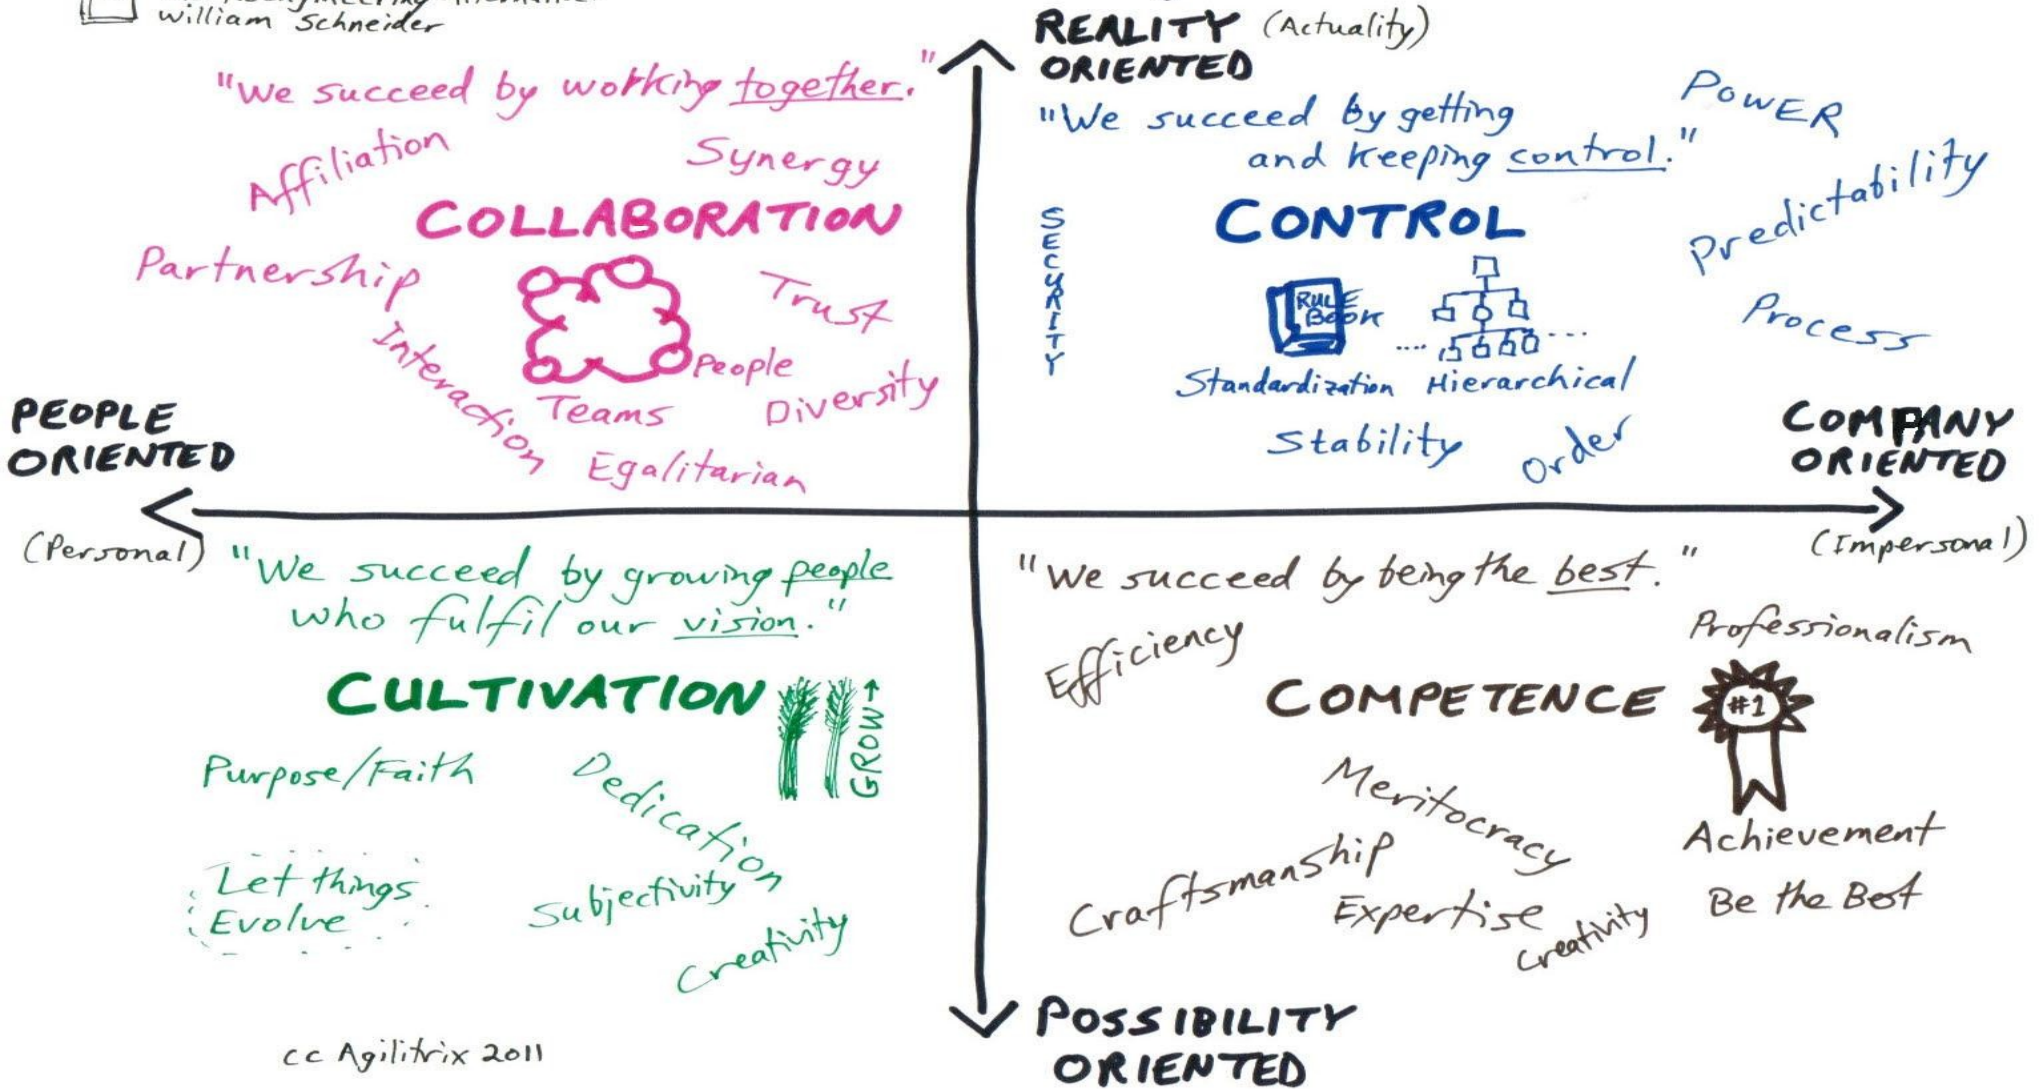 William Schneider
REALITY (Actuality)
ORIENTED
"We succeed by working together."
Affiliation
Synergy
COLLABORATION
Partnership
Trust
Interaction
People
Teams
Diversity
Egalitarian
"We succeed by getting
and keeping control."
POWER
Predictability
SECURITY
CONTROL
RULE
BOOK
Process
Standardization
Hierarchical
Stability
Order
PEOPLE
ORIENTED
(Personal)
COMPANY
ORIENTED
(Impersonal)
"We succeed by growing people
who fulfil our vision."
CULTIVATION
GROW
Purpose/Faith
Dedication
Let things
Evolve
Subjectivity
Creativity
"We succeed by being the best."
Efficiency
Professionalism
COMPETENCE
#1
Meritocracy
Achievement
Craftsmanship
Expertise
Be the Best
Creativity
POSSIBILITY
ORIENTED
cc Agilitrix 2011